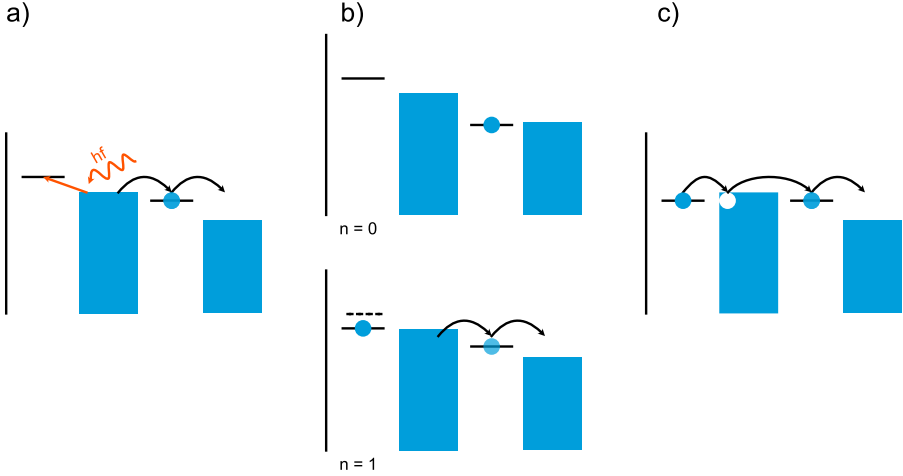 a)
b)
c)
hf
n = 0
n = 1